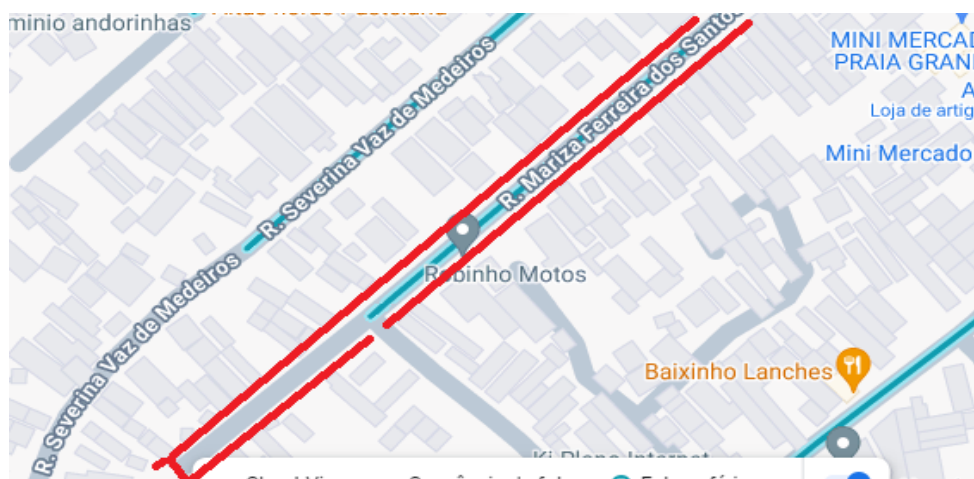 minio andorinhas
R. Severina Vaz de Medeiros
R. Mariza Ferreira dos Santos
MINI MERCAD
PRAIA GRAN
A
Loja de artig
Mini Mercado
R. Severina Vaz de Medeiros
Robinho Motos
Baixinho Lanches